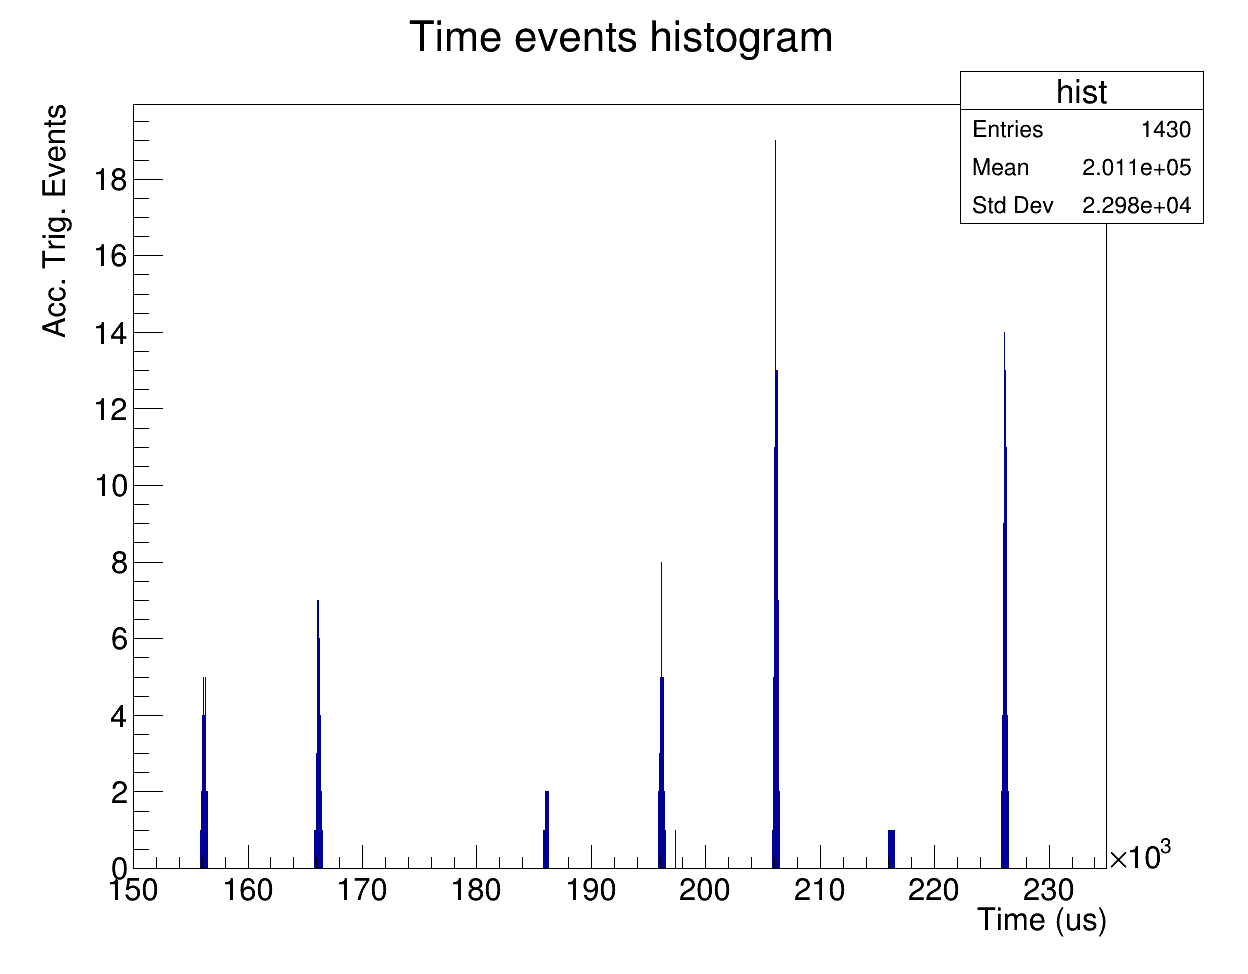 Time events histogram
hist
Entries 1430
Mean 2.011e+05
Std Dev 2.298e+04
Acc. Trig. Events
18
16
14
12
10
8
6
4
2
0
150 160 170 180 190 200 210 220 230
×10³
Time (us)